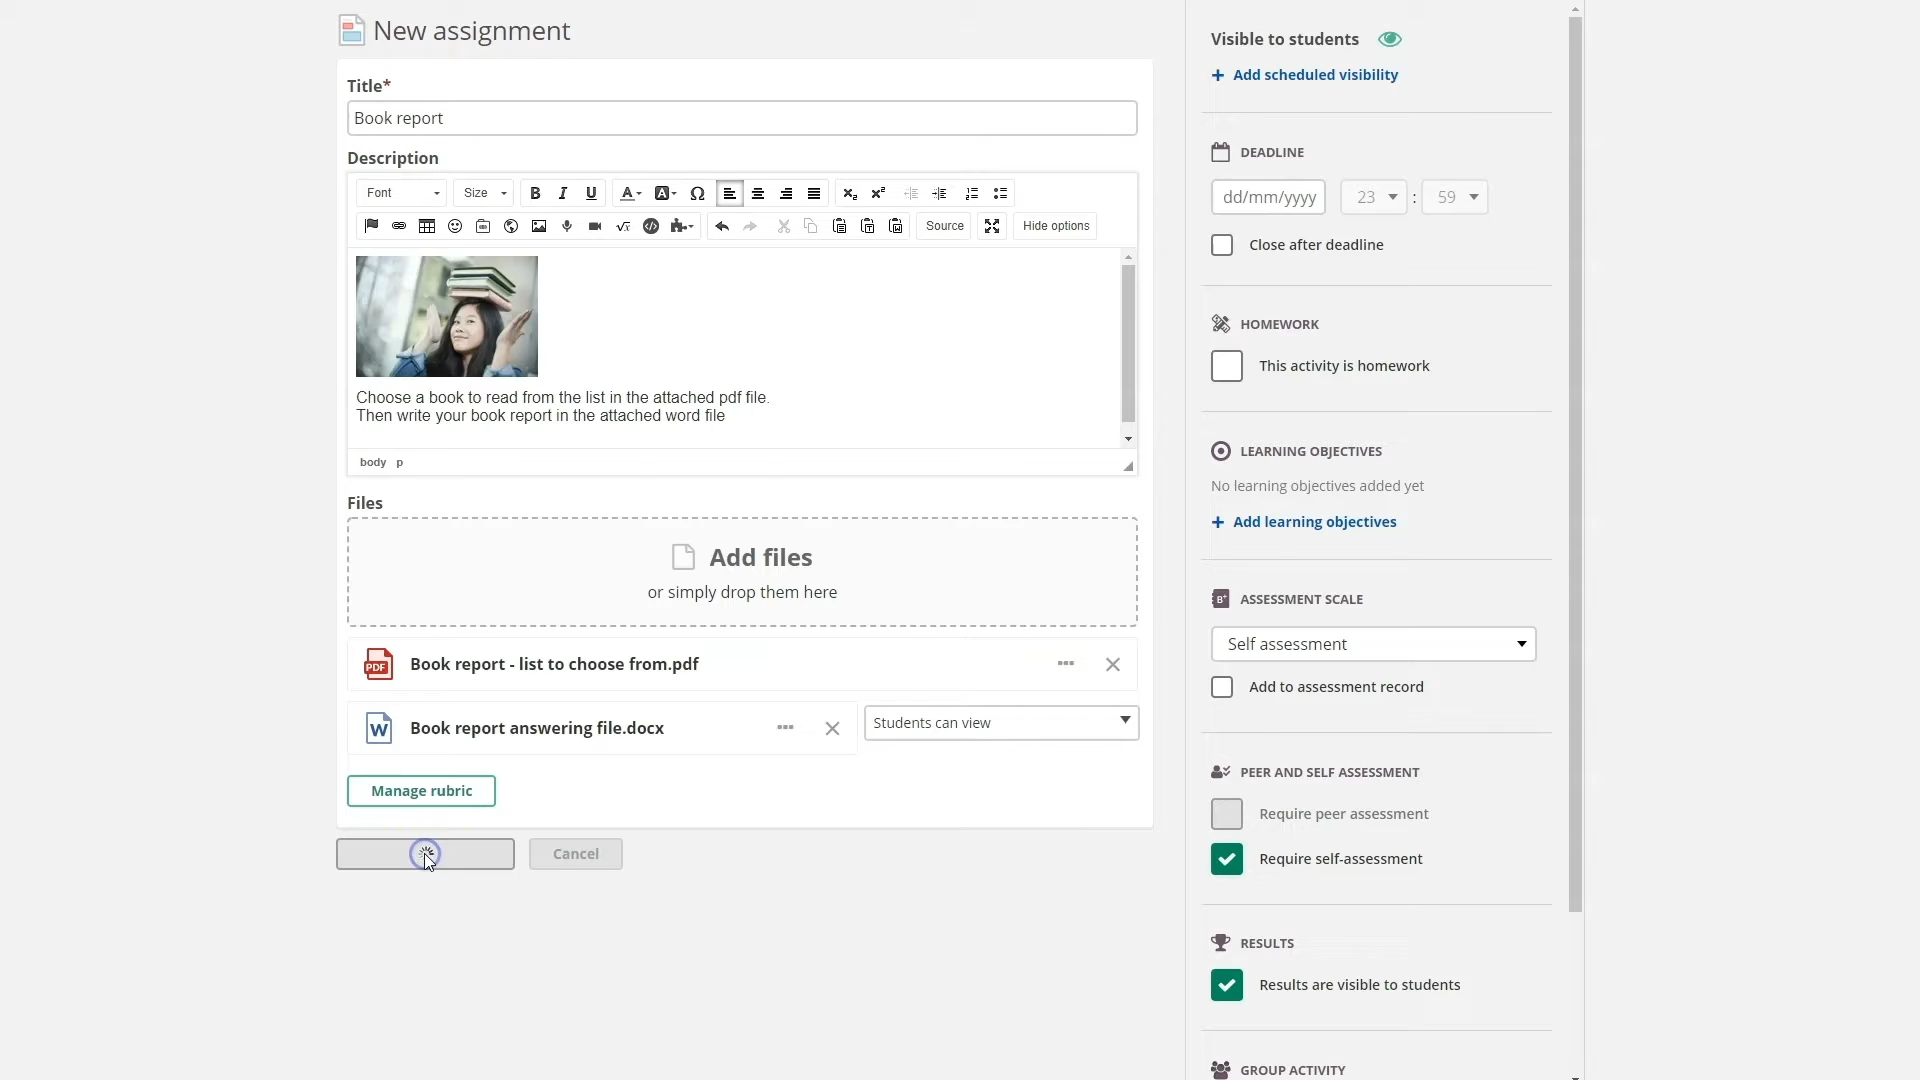 New assignment
Title*
Book report
Description
Font Size B I U A A Ω x₂ x²
√x Source Hide options
Choose a book to read from the list in the attached pdf file.
Then write your book report in the attached word file
body p
Files
Add files
or simply drop them here
PDF Book report - list to choose from.pdf
W Book report answering file.docx Students can view
Manage rubric
Cancel
Visible to students
+ Add scheduled visibility
DEADLINE
dd/mm/yyyy 23 : 59
Close after deadline
HOMEWORK
This activity is homework
LEARNING OBJECTIVES
No learning objectives added yet
+ Add learning objectives
B+ ASSESSMENT SCALE
Self assessment
Add to assessment record
PEER AND SELF ASSESSMENT
Require peer assessment
Require self-assessment
RESULTS
Results are visible to students
GROUP ACTIVITY